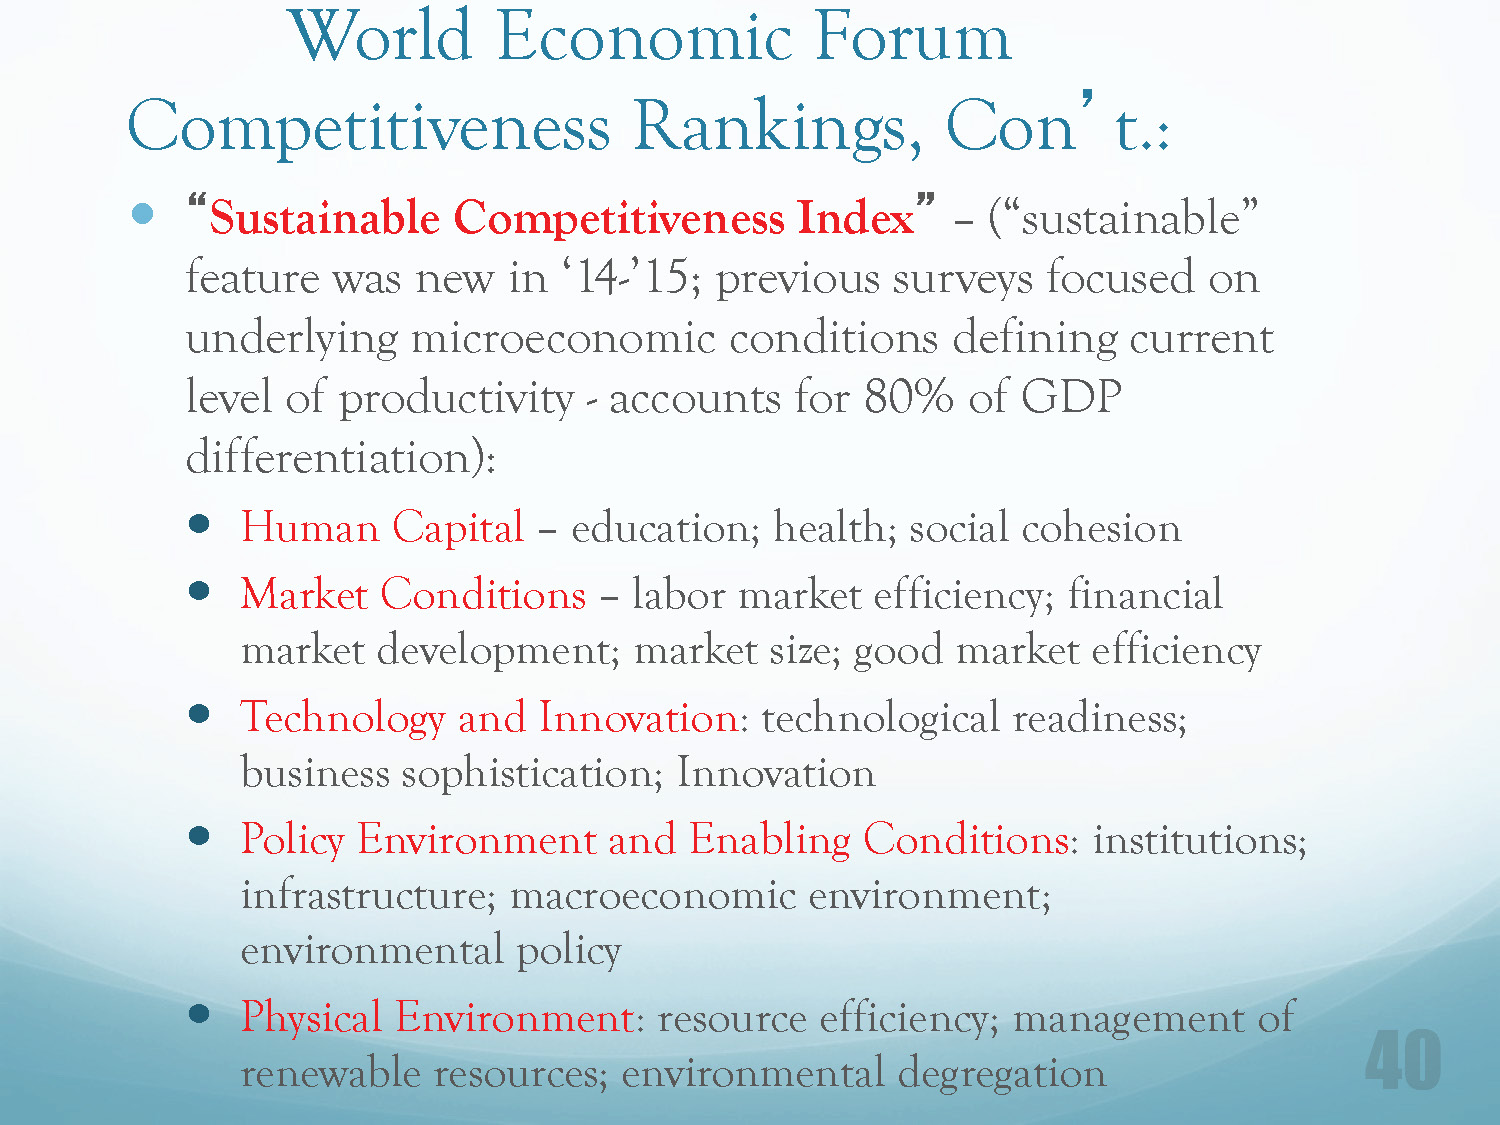 World Economic Forum
Competitiveness Rankings, Con’t.:
• “Sustainable Competitiveness Index” – (“sustainable”
feature was new in ‘14-’15; previous surveys focused on
underlying microeconomic conditions defining current
level of productivity - accounts for 80% of GDP
differentiation):
• Human Capital – education; health; social cohesion
• Market Conditions – labor market efficiency; financial
market development; market size; good market efficiency
• Technology and Innovation: technological readiness;
business sophistication; Innovation
• Policy Environment and Enabling Conditions: institutions;
infrastructure; macroeconomic environment;
environmental policy
• Physical Environment: resource efficiency; management of
renewable resources; environmental degregation
40